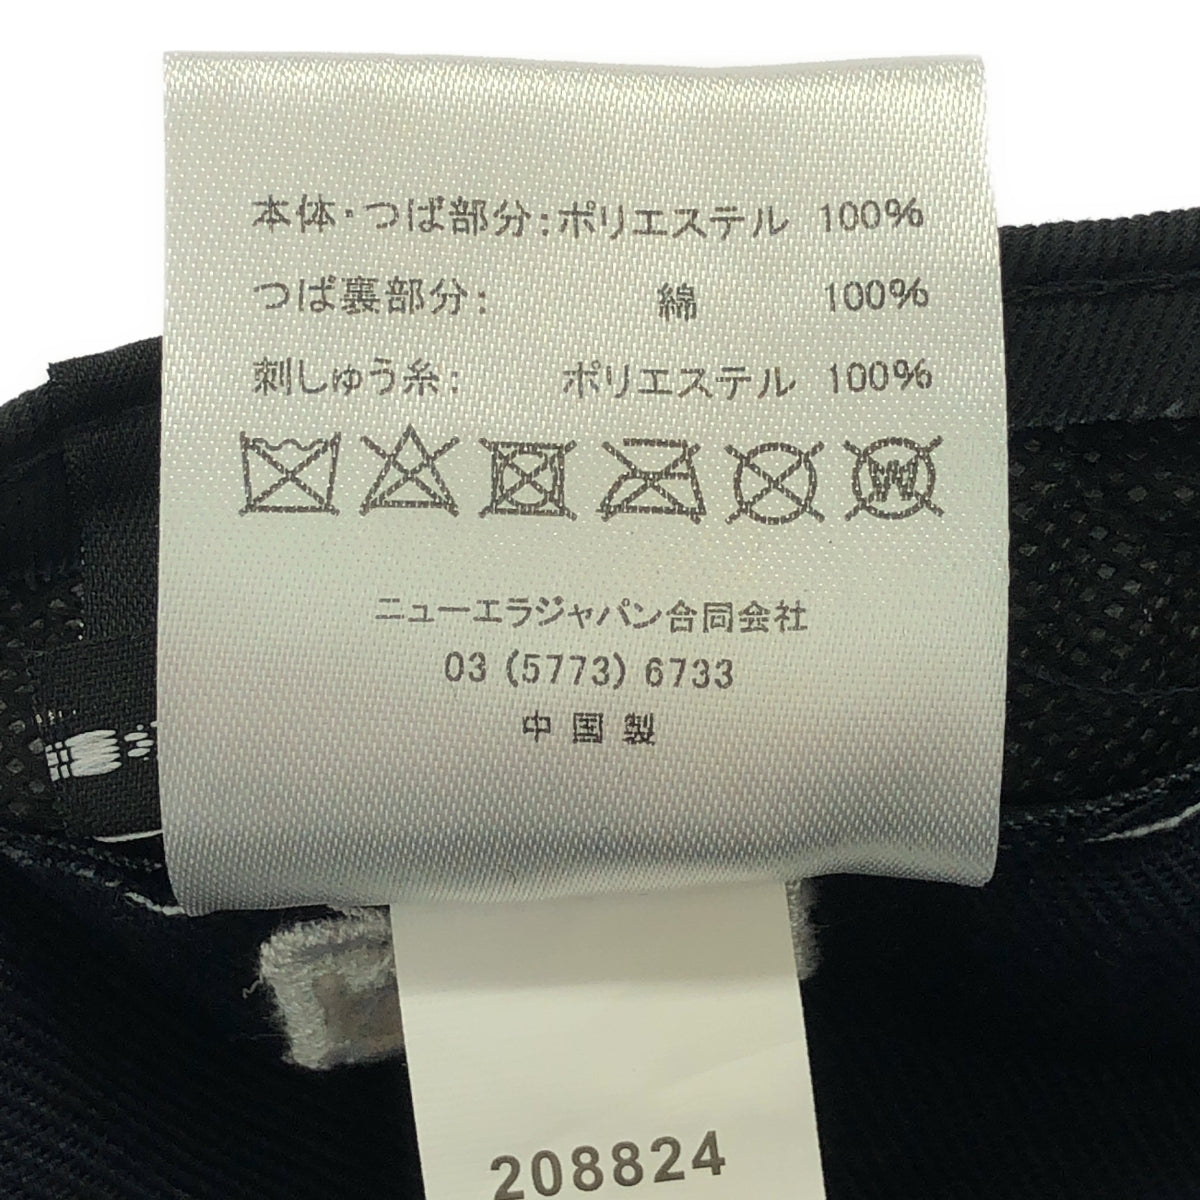 本体・つば部分:ポリエステル 100%
つば裏部分: 綿 100%
刺しゅう糸: ポリエステル 100%
W
ニューエラジャパン合同会社
03 (5773) 6733
中国製
208824